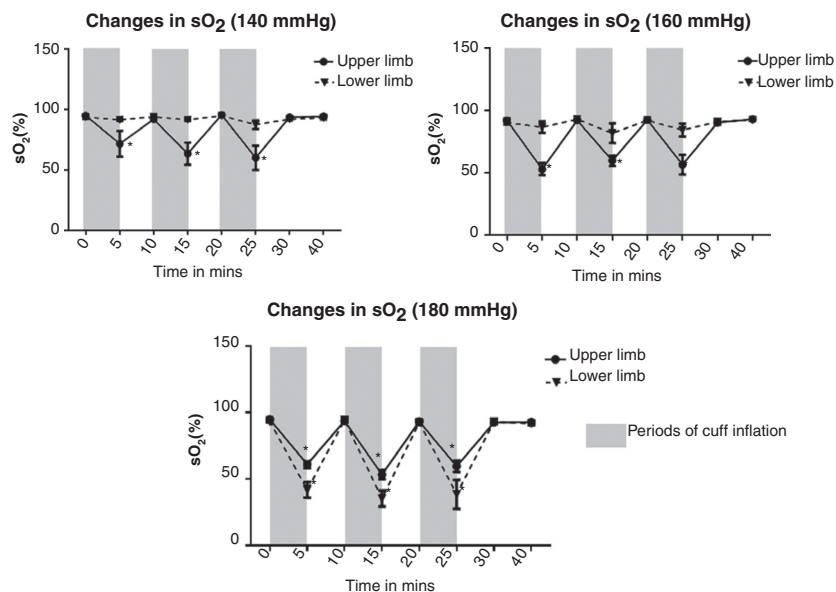 Changes in sO2 (140 mmHg)
150
100
50
0
sO2(%)
Upper limb
Lower limb
*
*
*
0 5 10 15 20 25 30 40
Time in mins
Changes in sO2 (160 mmHg)
150
100
50
0
sO2(%)
Upper limb
Lower limb
*
*
0 5 10 15 20 25 30 40
Time in mins
Changes in sO2 (180 mmHg)
150
100
50
0
sO2(%)
Upper limb
Lower limb
Periods of cuff inflation
*
*
*
*
*
*
0 5 10 15 20 25 30 40
Time in mins